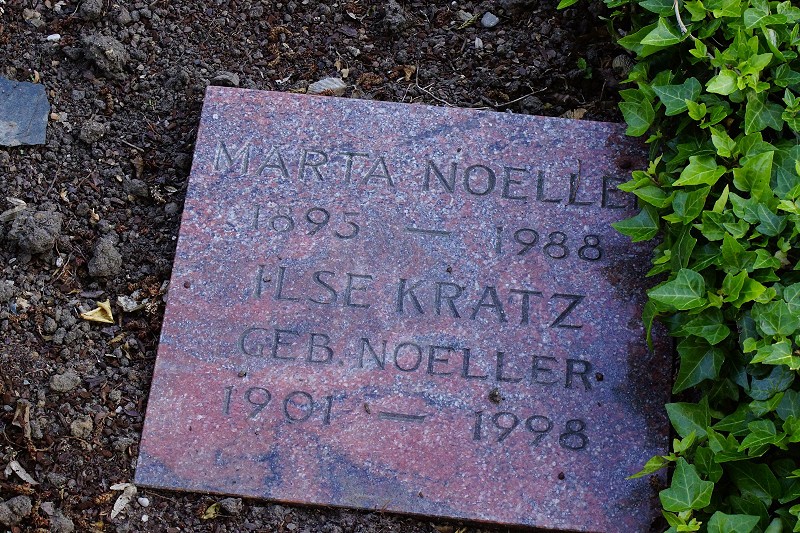 MARTA NOELLER
1895 — 1988
ILSE KRATZ
GEB. NOELLER
1901 — 1998